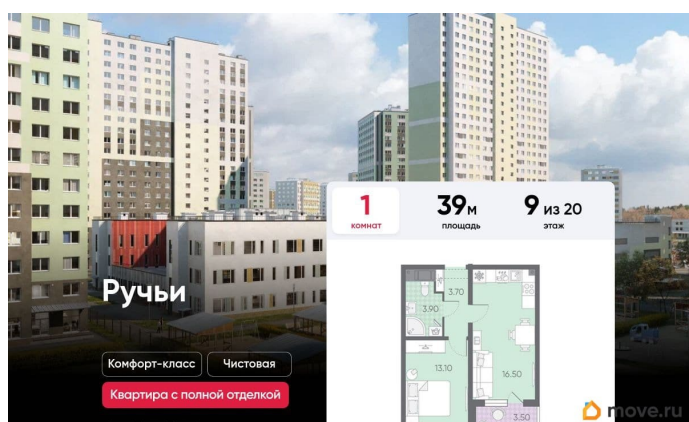 1
комнат
39м
площадь
9 из 20
этаж
Ручьи
3.70
3.90
13.10
16.50
3.50
Комфорт-класс
Чистовая
Квартира с полной отделкой
move.ru